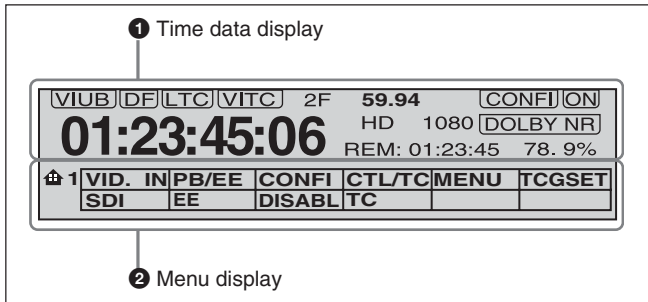 ❶ Time data display
VIUB DF LTC VITC 2F 59.94 CONFI ON
01:23:45:06 HD 1080 DOLBY NR
REM: 01:23:45 78. 9%
1 VID. IN PB/EE CONFI CTL/TC MENU TCGSET
SDI EE DISABL TC
❷ Menu display